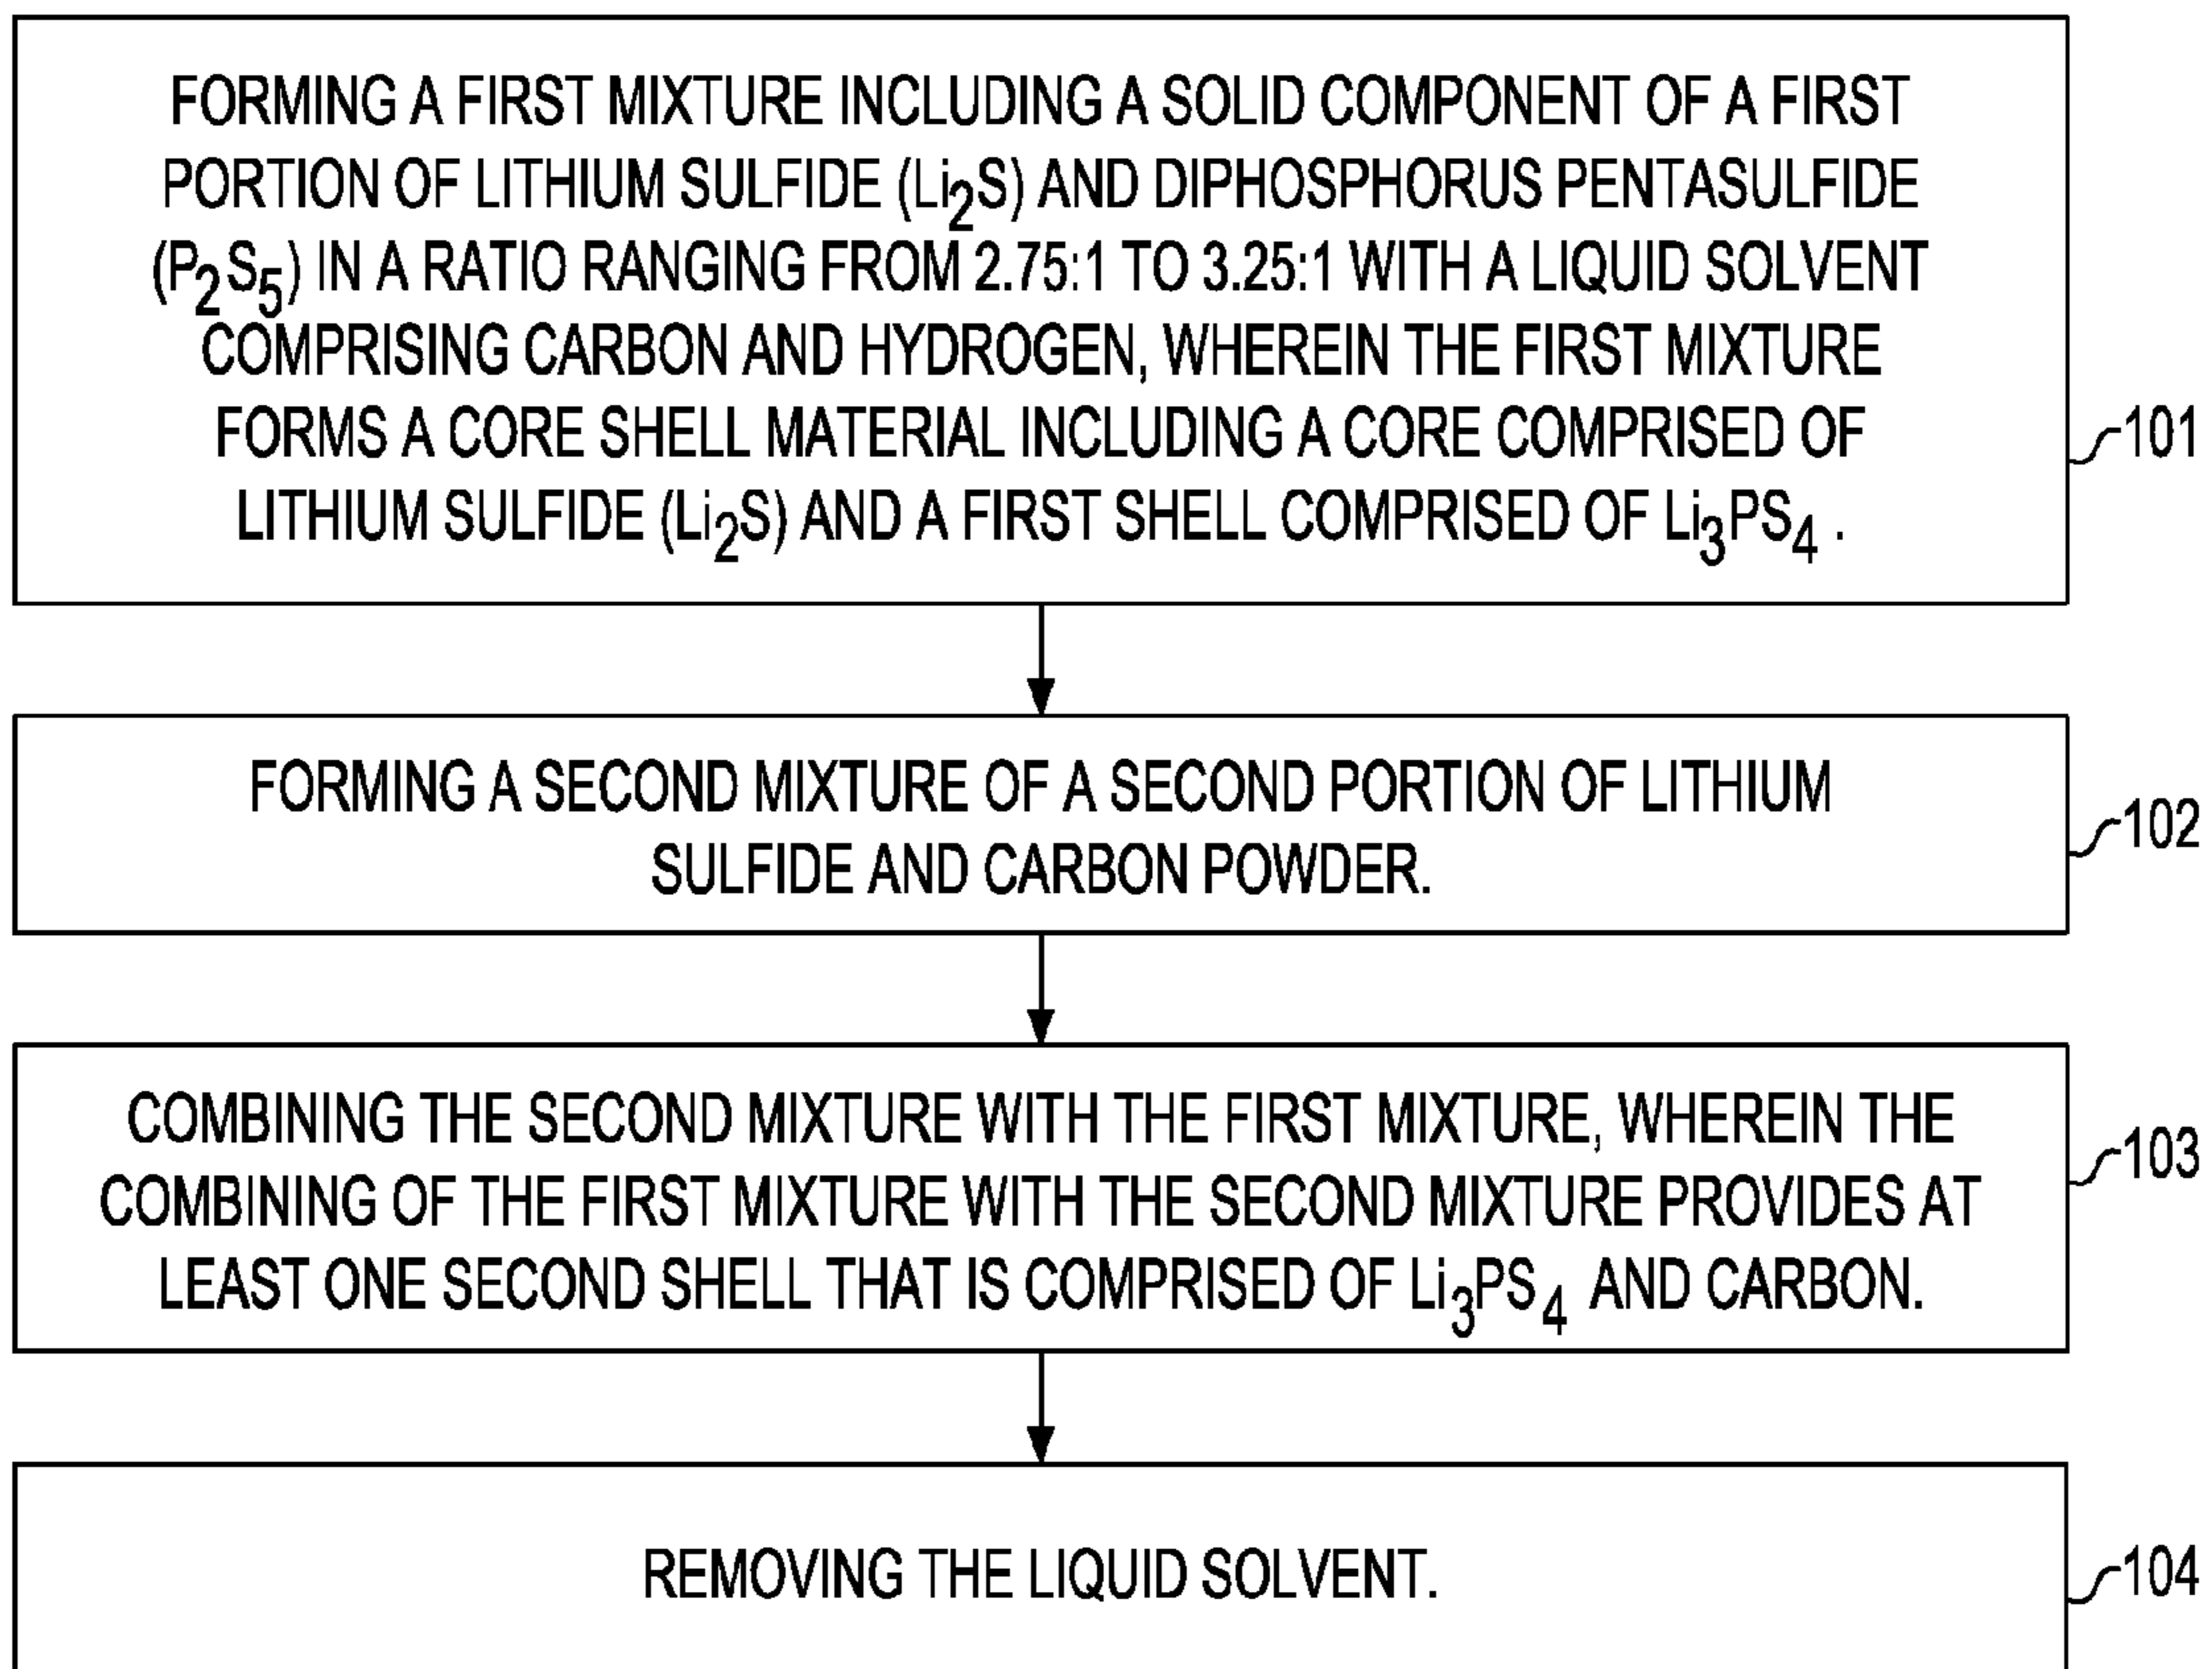 FORMING A FIRST MIXTURE INCLUDING A SOLID COMPONENT OF A FIRST
PORTION OF LITHIUM SULFIDE (Li₂S) AND DIPHOSPHORUS PENTASULFIDE
(P₂S₅) IN A RATIO RANGING FROM 2.75:1 TO 3.25:1 WITH A LIQUID SOLVENT
COMPRISING CARBON AND HYDROGEN, WHEREIN THE FIRST MIXTURE
FORMS A CORE SHELL MATERIAL INCLUDING A CORE COMPRISED OF
LITHIUM SULFIDE (Li₂S) AND A FIRST SHELL COMPRISED OF Li₃PS₄ .
101
FORMING A SECOND MIXTURE OF A SECOND PORTION OF LITHIUM
SULFIDE AND CARBON POWDER.
102
COMBINING THE SECOND MIXTURE WITH THE FIRST MIXTURE, WHEREIN THE
COMBINING OF THE FIRST MIXTURE WITH THE SECOND MIXTURE PROVIDES AT
LEAST ONE SECOND SHELL THAT IS COMPRISED OF Li₃PS₄ AND CARBON.
103
REMOVING THE LIQUID SOLVENT.
104